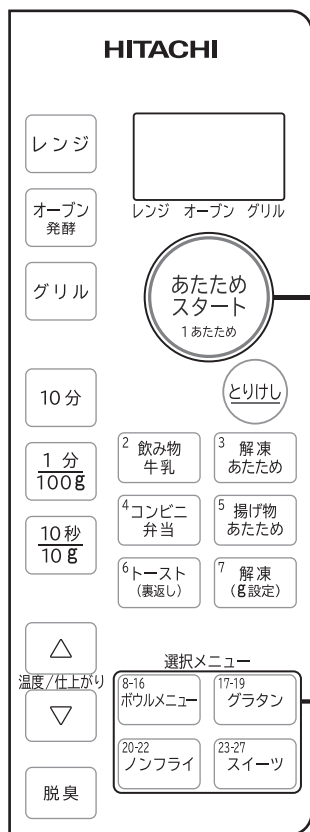 HITACHI
レンジ
オーブン
発酵
グリル
レンジ オーブン グリル
あたため
スタート
1あたため
とりけし
10分
1分
100g
10秒
10g
2 飲み物
牛乳
3 解凍
あたため
4 コンビニ
弁当
5 揚げ物
あたため
6 トースト
(裏返し)
7 解凍
(g設定)
△
温度/仕上がり
▽
脱臭
選択メニュー
8-16
ボウルメニュー
17-19
グラタン
20-22
ノンフライ
23-27
スイーツ